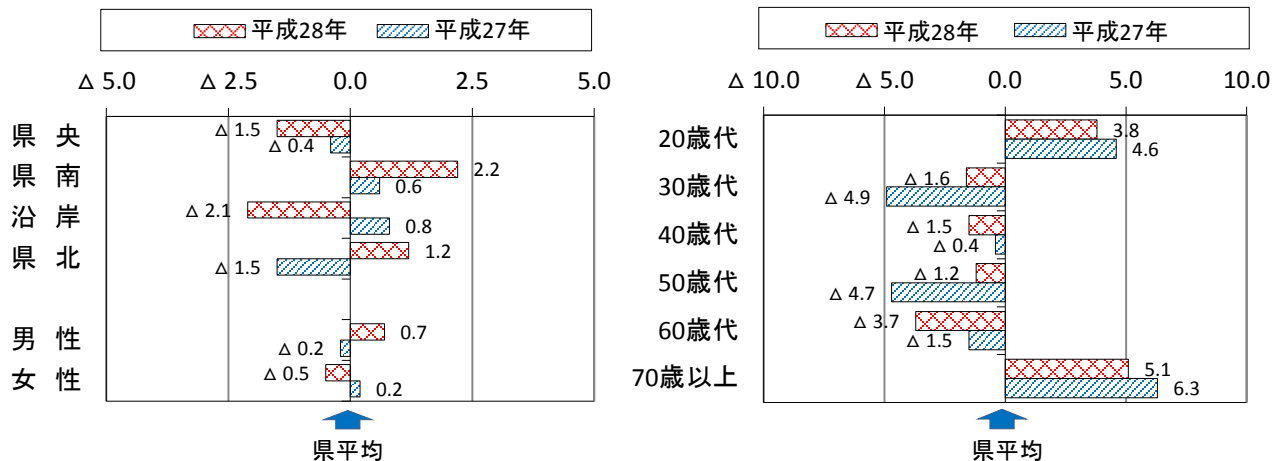 平成28年 平成27年
△ 5.0 △ 2.5 0.0 2.5 5.0
県 央 △ 1.5
△ 0.4
県 南 2.2
0.6
沿 岸 △ 2.1
0.8
県 北 1.2
△ 1.5
男 性 0.7
△ 0.2
女 性 △ 0.5
0.2
県平均
平成28年 平成27年
△ 10.0 △ 5.0 0.0 5.0 10.0
20歳代 3.8
4.6
30歳代 △ 1.6
△ 4.9
40歳代 △ 1.5
△ 0.4
50歳代 △ 1.2
△ 4.7
60歳代 △ 3.7
△ 1.5
70歳以上 5.1
6.3
県平均